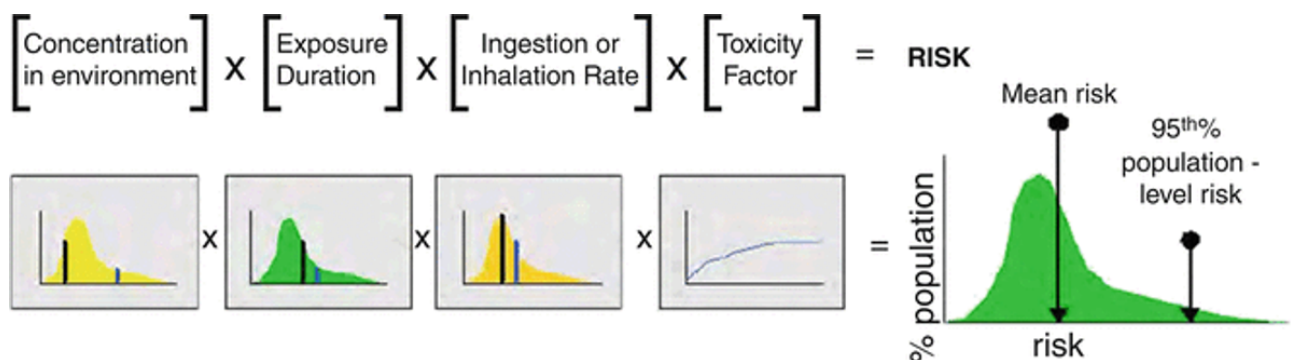 Concentration in environment x Exposure Duration x Ingestion or Inhalation Rate x Toxicity Factor = RISK
Mean risk
95th%
population -
level risk
x x x =
% population
risk